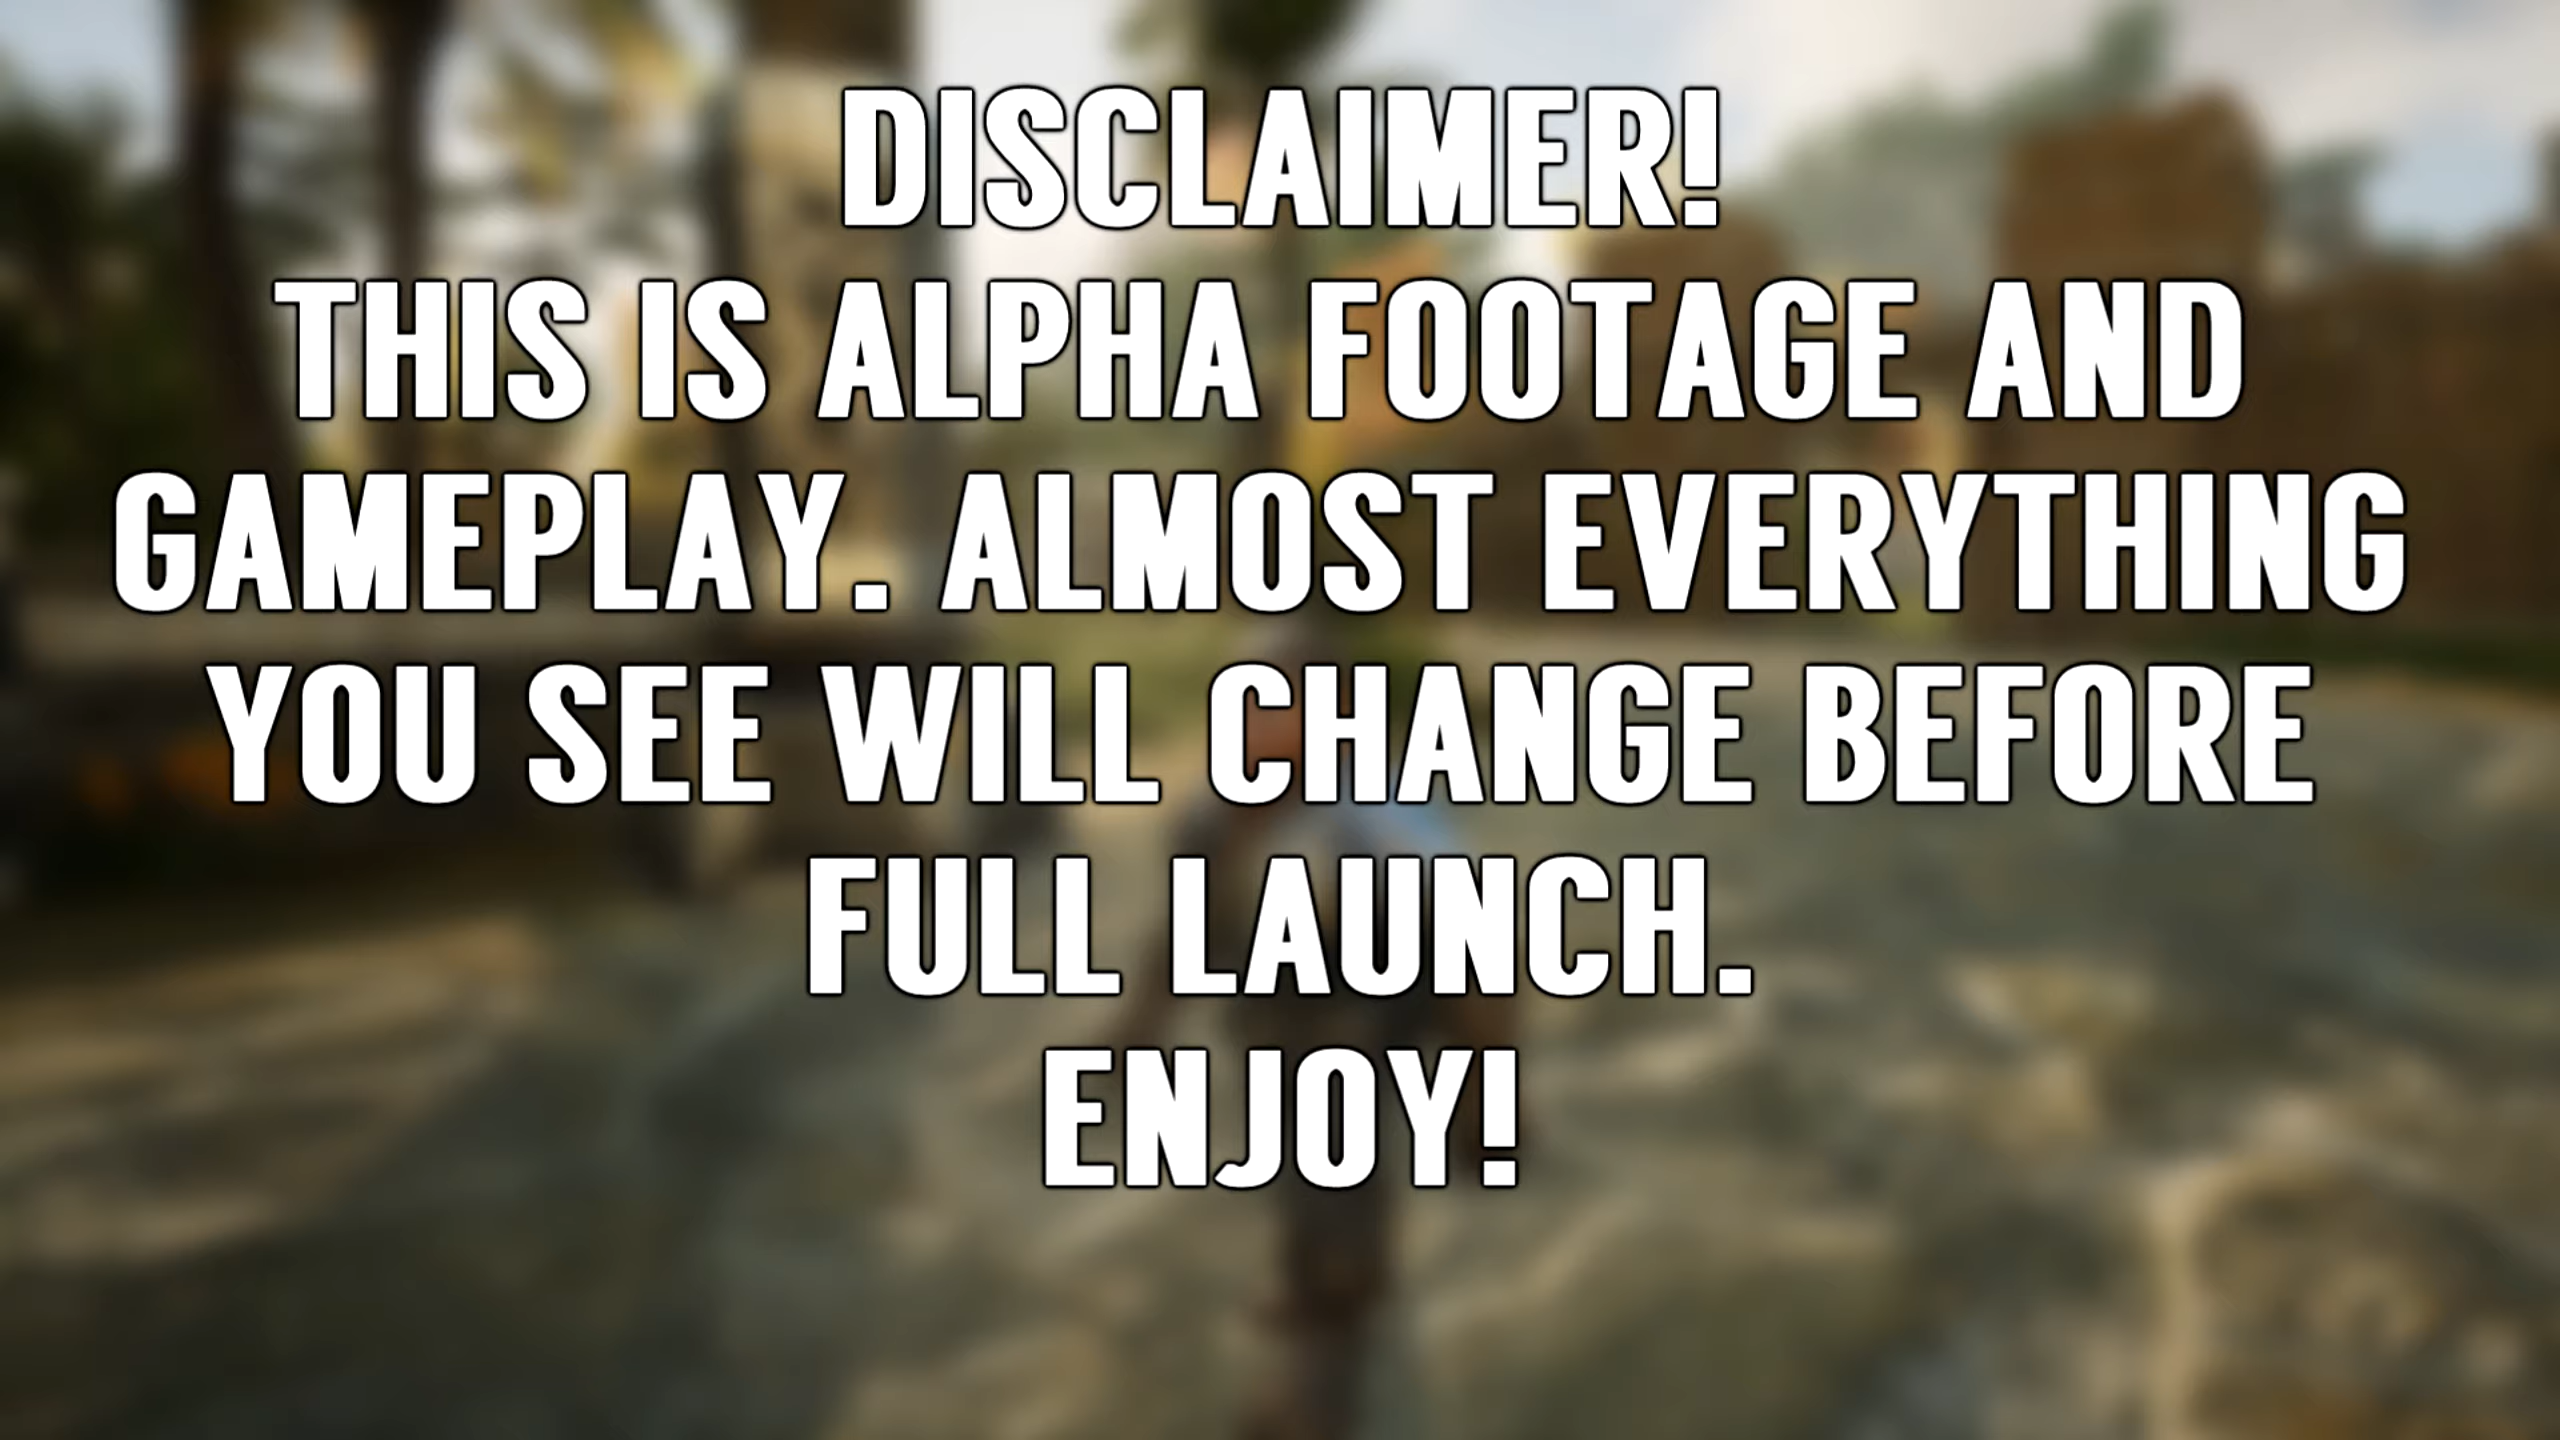 DISCLAIMER!
THIS IS ALPHA FOOTAGE AND
GAMEPLAY. ALMOST EVERYTHING
YOU SEE WILL CHANGE BEFORE
FULL LAUNCH.
ENJOY!